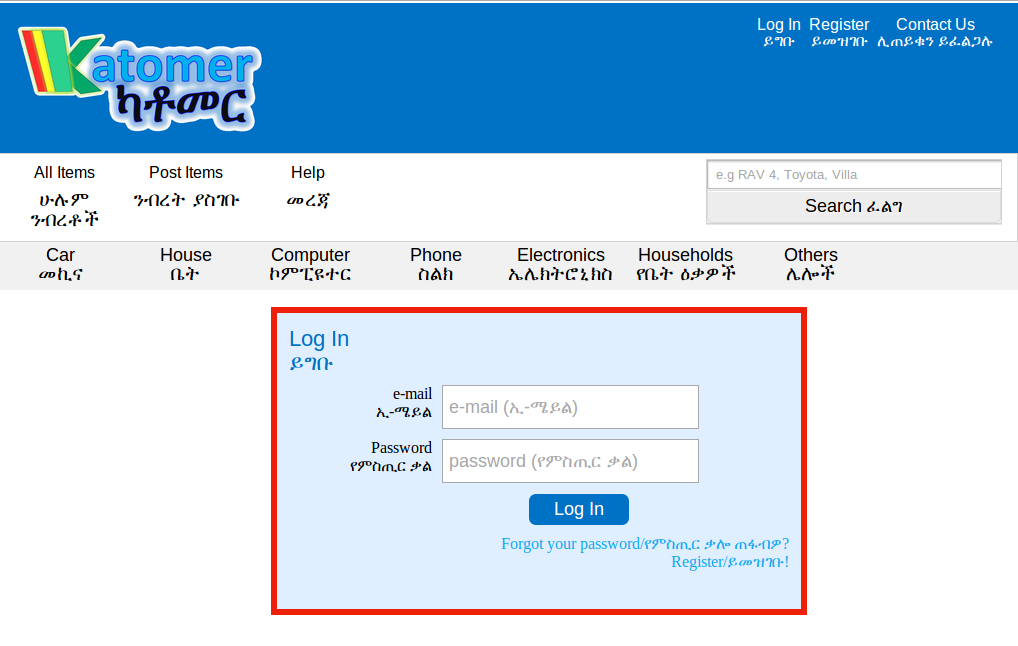 Katomer
ካቶመር
Log In Register Contact Us
ይግቡ ይመዝገቡ ሊጠይቁን ይፈልጋሉ
All Items Post Items Help
ሁሉም ንብረት ያስገቡ መረጃ
ንብረቶች
e.g RAV 4, Toyota, Villa
Search ፈልግ
Car House Computer Phone Electronics Households Others
መኪና ቤት ኮምፒዩተር ስልክ ኤሌክትሮኒክስ የቤት ዕቃዎች ሌሎች
Log In
ይግቡ
e-mail
ኢ-ሜይል
e-mail (ኢ-ሜይል)
Password
የምስጢር ቃል
password (የምስጢር ቃል)
Log In
Forgot your password/የምስጢር ቃሎ ጠፋብዎ?
Register/ይመዝገቡ!